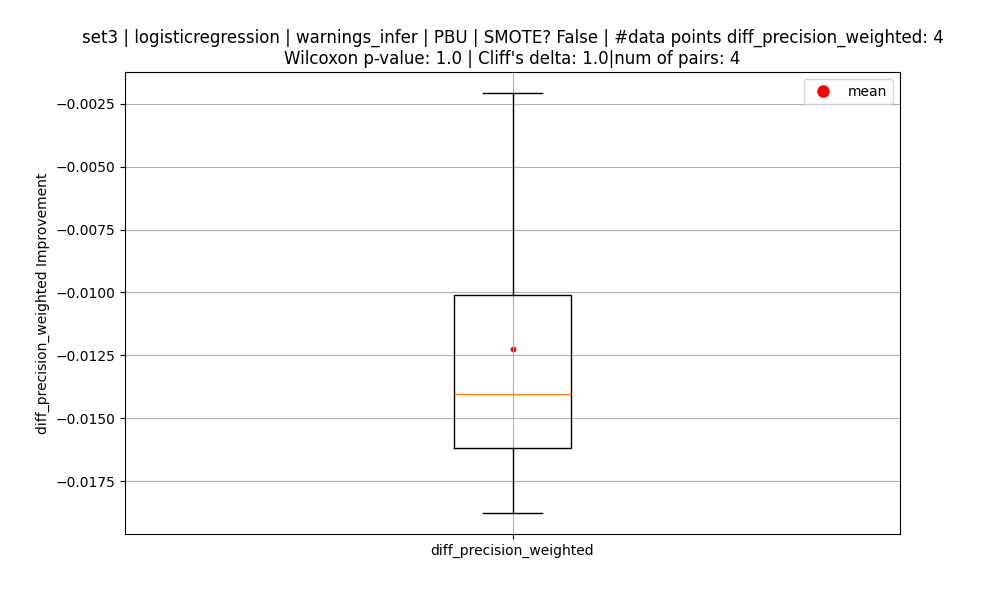 set3 | logisticregression | warnings_infer | PBU | SMOTE? False | #data points diff_precision_weighted: 4
Wilcoxon p-value: 1.0 | Cliff's delta: 1.0|num of pairs: 4
mean
−0.0025
−0.0050
−0.0075
−0.0100
−0.0125
−0.0150
−0.0175
diff_precision_weighted Improvement
diff_precision_weighted